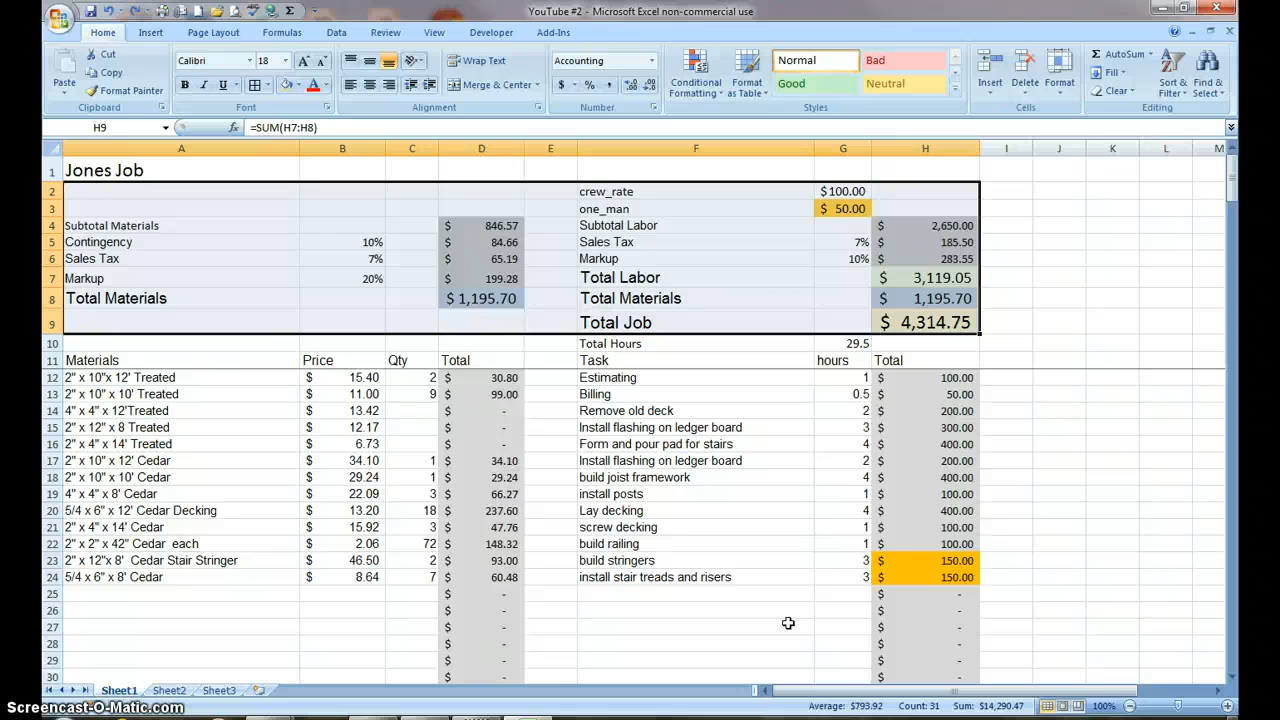 YouTube #2 - Microsoft Excel non-commercial use
Home Insert Page Layout Formulas Data Review View Developer Add-Ins
Paste
Cut
Copy
Format Painter
Clipboard
Calibri 18
B I U
Font
Wrap Text
Merge & Center
Alignment
Accounting
$ % ,
Number
Conditional Formatting
Format as Table
Normal Bad
Good Neutral
Styles
Insert Delete Format
Cells
AutoSum
Fill
Clear
Sort & Filter
Find & Select
Editing
H9 fx =SUM(H7:H8)
A B C D E F G H I J K L M
1 Jones Job
2 crew_rate $100.00
3 one_man $ 50.00
4 Subtotal Materials $ 846.57 Subtotal Labor $ 2,650.00
5 Contingency 10% $ 84.66 Sales Tax 7% $ 185.50
6 Sales Tax 7% $ 65.19 Markup 10% $ 283.55
7 Markup 20% $ 199.28 Total Labor $ 3,119.05
8 Total Materials $ 1,195.70 Total Materials $ 1,195.70
9 Total Job $ 4,314.75
10 Total Hours 29.5
11 Materials Price Qty Total Task hours Total
12 2" x 10"x 12' Treated $ 15.40 2 $ 30.80 Estimating 1 $ 100.00
13 2" x 10" x 10' Treated $ 11.00 9 $ 99.00 Billing 0.5 $ 50.00
14 4" x 4" x 12'Treated $ 13.42 $ - Remove old deck 2 $ 200.00
15 2" x 12" x 8 Treated $ 12.17 $ - Install flashing on ledger board 3 $ 300.00
16 2" x 4" x 14' Treated $ 6.73 $ - Form and pour pad for stairs 4 $ 400.00
17 2" x 10" x 12' Cedar $ 34.10 1 $ 34.10 Install flashing on ledger board 2 $ 200.00
18 2" x 10" x 10' Cedar $ 29.24 1 $ 29.24 build joist framework 4 $ 400.00
19 4" x 4" x 8' Cedar $ 22.09 3 $ 66.27 install posts 1 $ 100.00
20 5/4 x 6" x 12' Cedar Decking $ 13.20 18 $ 237.60 Lay decking 4 $ 400.00
21 2" x 4" x 14' Cedar $ 15.92 3 $ 47.76 screw decking 1 $ 100.00
22 2" x 2" x 42" Cedar each $ 2.06 72 $ 148.32 build railing 1 $ 100.00
23 2" x 12"x 8' Cedar Stair Stringer $ 46.50 2 $ 93.00 build stringers 3 $ 150.00
24 5/4 x 6" x 8' Cedar $ 8.64 7 $ 60.48 install stair treads and risers 3 $ 150.00
25 $ - $ -
26 $ - $ -
27 $ - $ -
28 $ - $ -
29 $ - $ -
30 $ - $ -
Sheet1 Sheet2 Sheet3
Screencast-O-Matic.com Average: $793.92 Count: 31 Sum: $14,290.47 100%